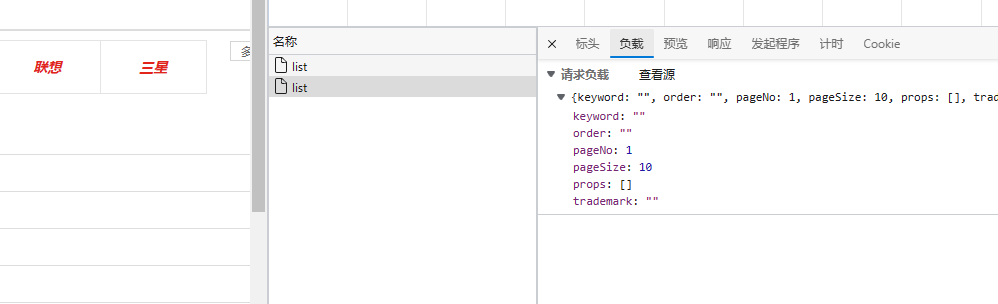 联想 三星
多
名称
list
list
标头 负载 预览 响应 发起程序 计时 Cookie
请求负载 查看源
{keyword: "", order: "", pageNo: 1, pageSize: 10, props: [], trad
keyword: ""
order: ""
pageNo: 1
pageSize: 10
props: []
trademark: ""